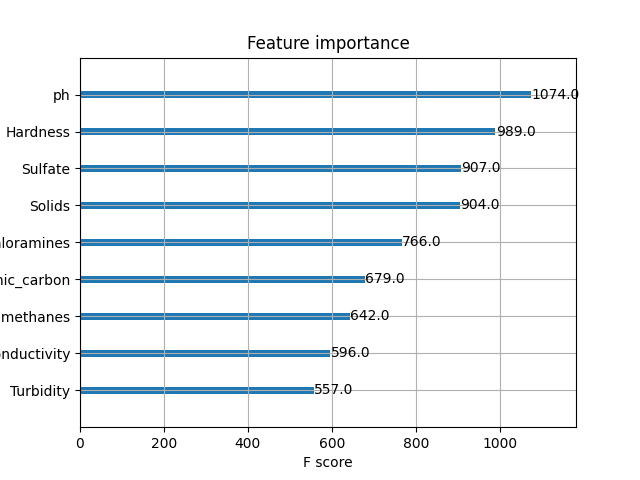 Feature importance
ph 1074.0
Hardness 989.0
Sulfate 907.0
Solids 904.0
loramines 766.0
nic_carbon 679.0
methanes 642.0
onductivity 596.0
Turbidity 557.0
0 200 400 600 800 1000
F score